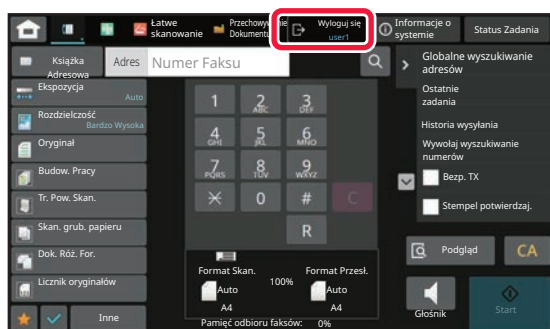 Łatwe skanowanie
Przechowywanie Dokumentu
Wyloguj się
user1
Informacje o systemie
Status Zadania
Książka Adresowa
Adres
Numer Faksu
Globalne wyszukiwanie adresów
Ekspozycja
Auto
Rozdzielczość
Bardzo Wysoka
Oryginał
Budow. Pracy
Tr. Pow. Skan.
Skan. grub. papieru
Dok. Róż. For.
Licznik oryginałów
Inne
1
2
ABC
3
DEF
4
GHI
5
JKL
6
MNO
7
PQRS
8
TUV
9
WXYZ
0
#
C
R
Format Skan.
100%
Format Przesł.
Auto
Auto
A4
A4
Pamięć odbioru faksów: 0%
Ostatnie zadania
Historia wysyłania
Wywołaj wyszukiwanie numerów
Bezp. TX
Stempel potwierdzaj.
Podgląd
CA
Głośnik
Start